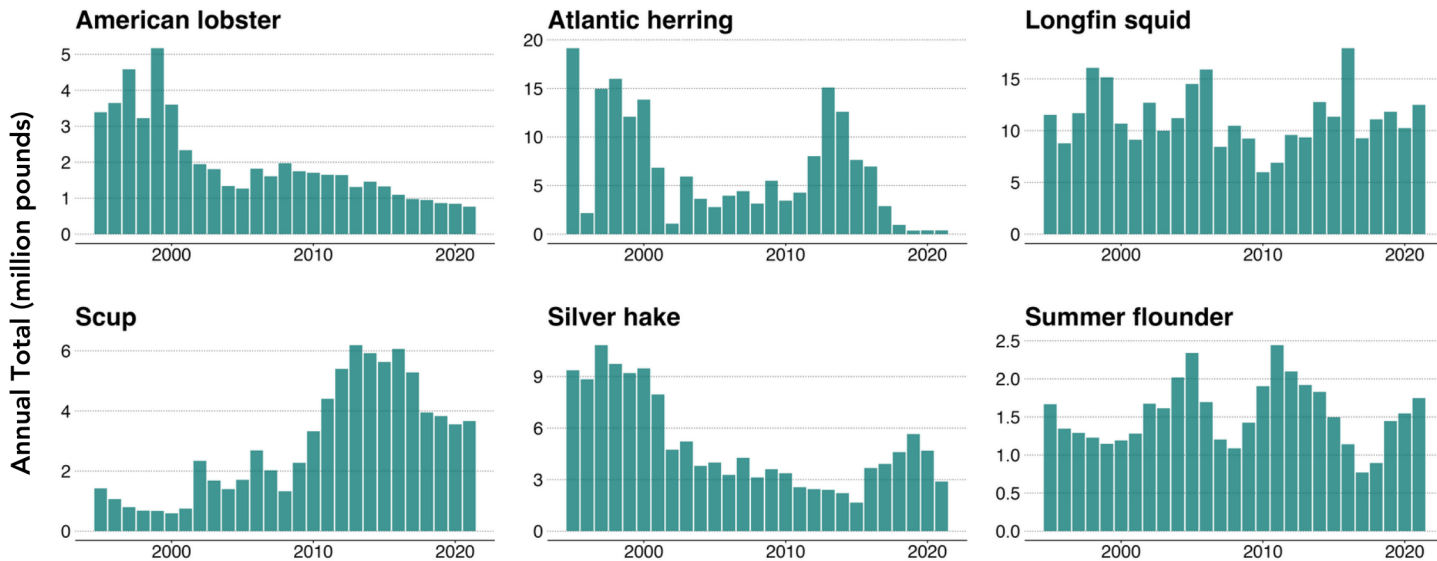 Annual Total (million pounds)
American lobster
5
4
3
2
1
0
2000 2010 2020
Atlantic herring
20
15
10
5
0
2000 2010 2020
Longfin squid
15
10
5
0
2000 2010 2020
Scup
6
4
2
0
2000 2010 2020
Silver hake
9
6
3
0
2000 2010 2020
Summer flounder
2.5
2.0
1.5
1.0
0.5
0.0
2000 2010 2020